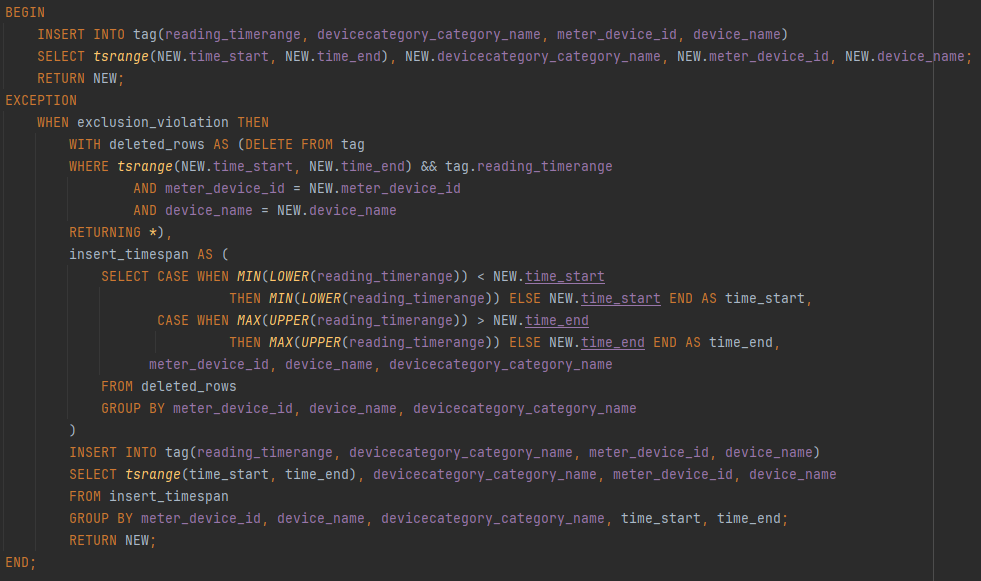 BEGIN
    INSERT INTO tag(reading_timerange, devicecategory_category_name, meter_device_id, device_name)
    SELECT tsrange(NEW.time_start, NEW.time_end), NEW.devicecategory_category_name, NEW.meter_device_id, NEW.device_name;
    RETURN NEW;
EXCEPTION
    WHEN exclusion_violation THEN
        WITH deleted_rows AS (DELETE FROM tag
        WHERE tsrange(NEW.time_start, NEW.time_end) && tag.reading_timerange
                AND meter_device_id = NEW.meter_device_id
                AND device_name = NEW.device_name
        RETURNING *),
        insert_timespan AS (
            SELECT CASE WHEN MIN(LOWER(reading_timerange)) < NEW.time_start
                            THEN MIN(LOWER(reading_timerange)) ELSE NEW.time_start END AS time_start,
                   CASE WHEN MAX(UPPER(reading_timerange)) > NEW.time_end
                            THEN MAX(UPPER(reading_timerange)) ELSE NEW.time_end END AS time_end,
                  meter_device_id, device_name, devicecategory_category_name
            FROM deleted_rows
            GROUP BY meter_device_id, device_name, devicecategory_category_name
        )
        INSERT INTO tag(reading_timerange, devicecategory_category_name, meter_device_id, device_name)
        SELECT tsrange(time_start, time_end), devicecategory_category_name, meter_device_id, device_name
        FROM insert_timespan
        GROUP BY meter_device_id, device_name, devicecategory_category_name, time_start, time_end;
        RETURN NEW;
END;